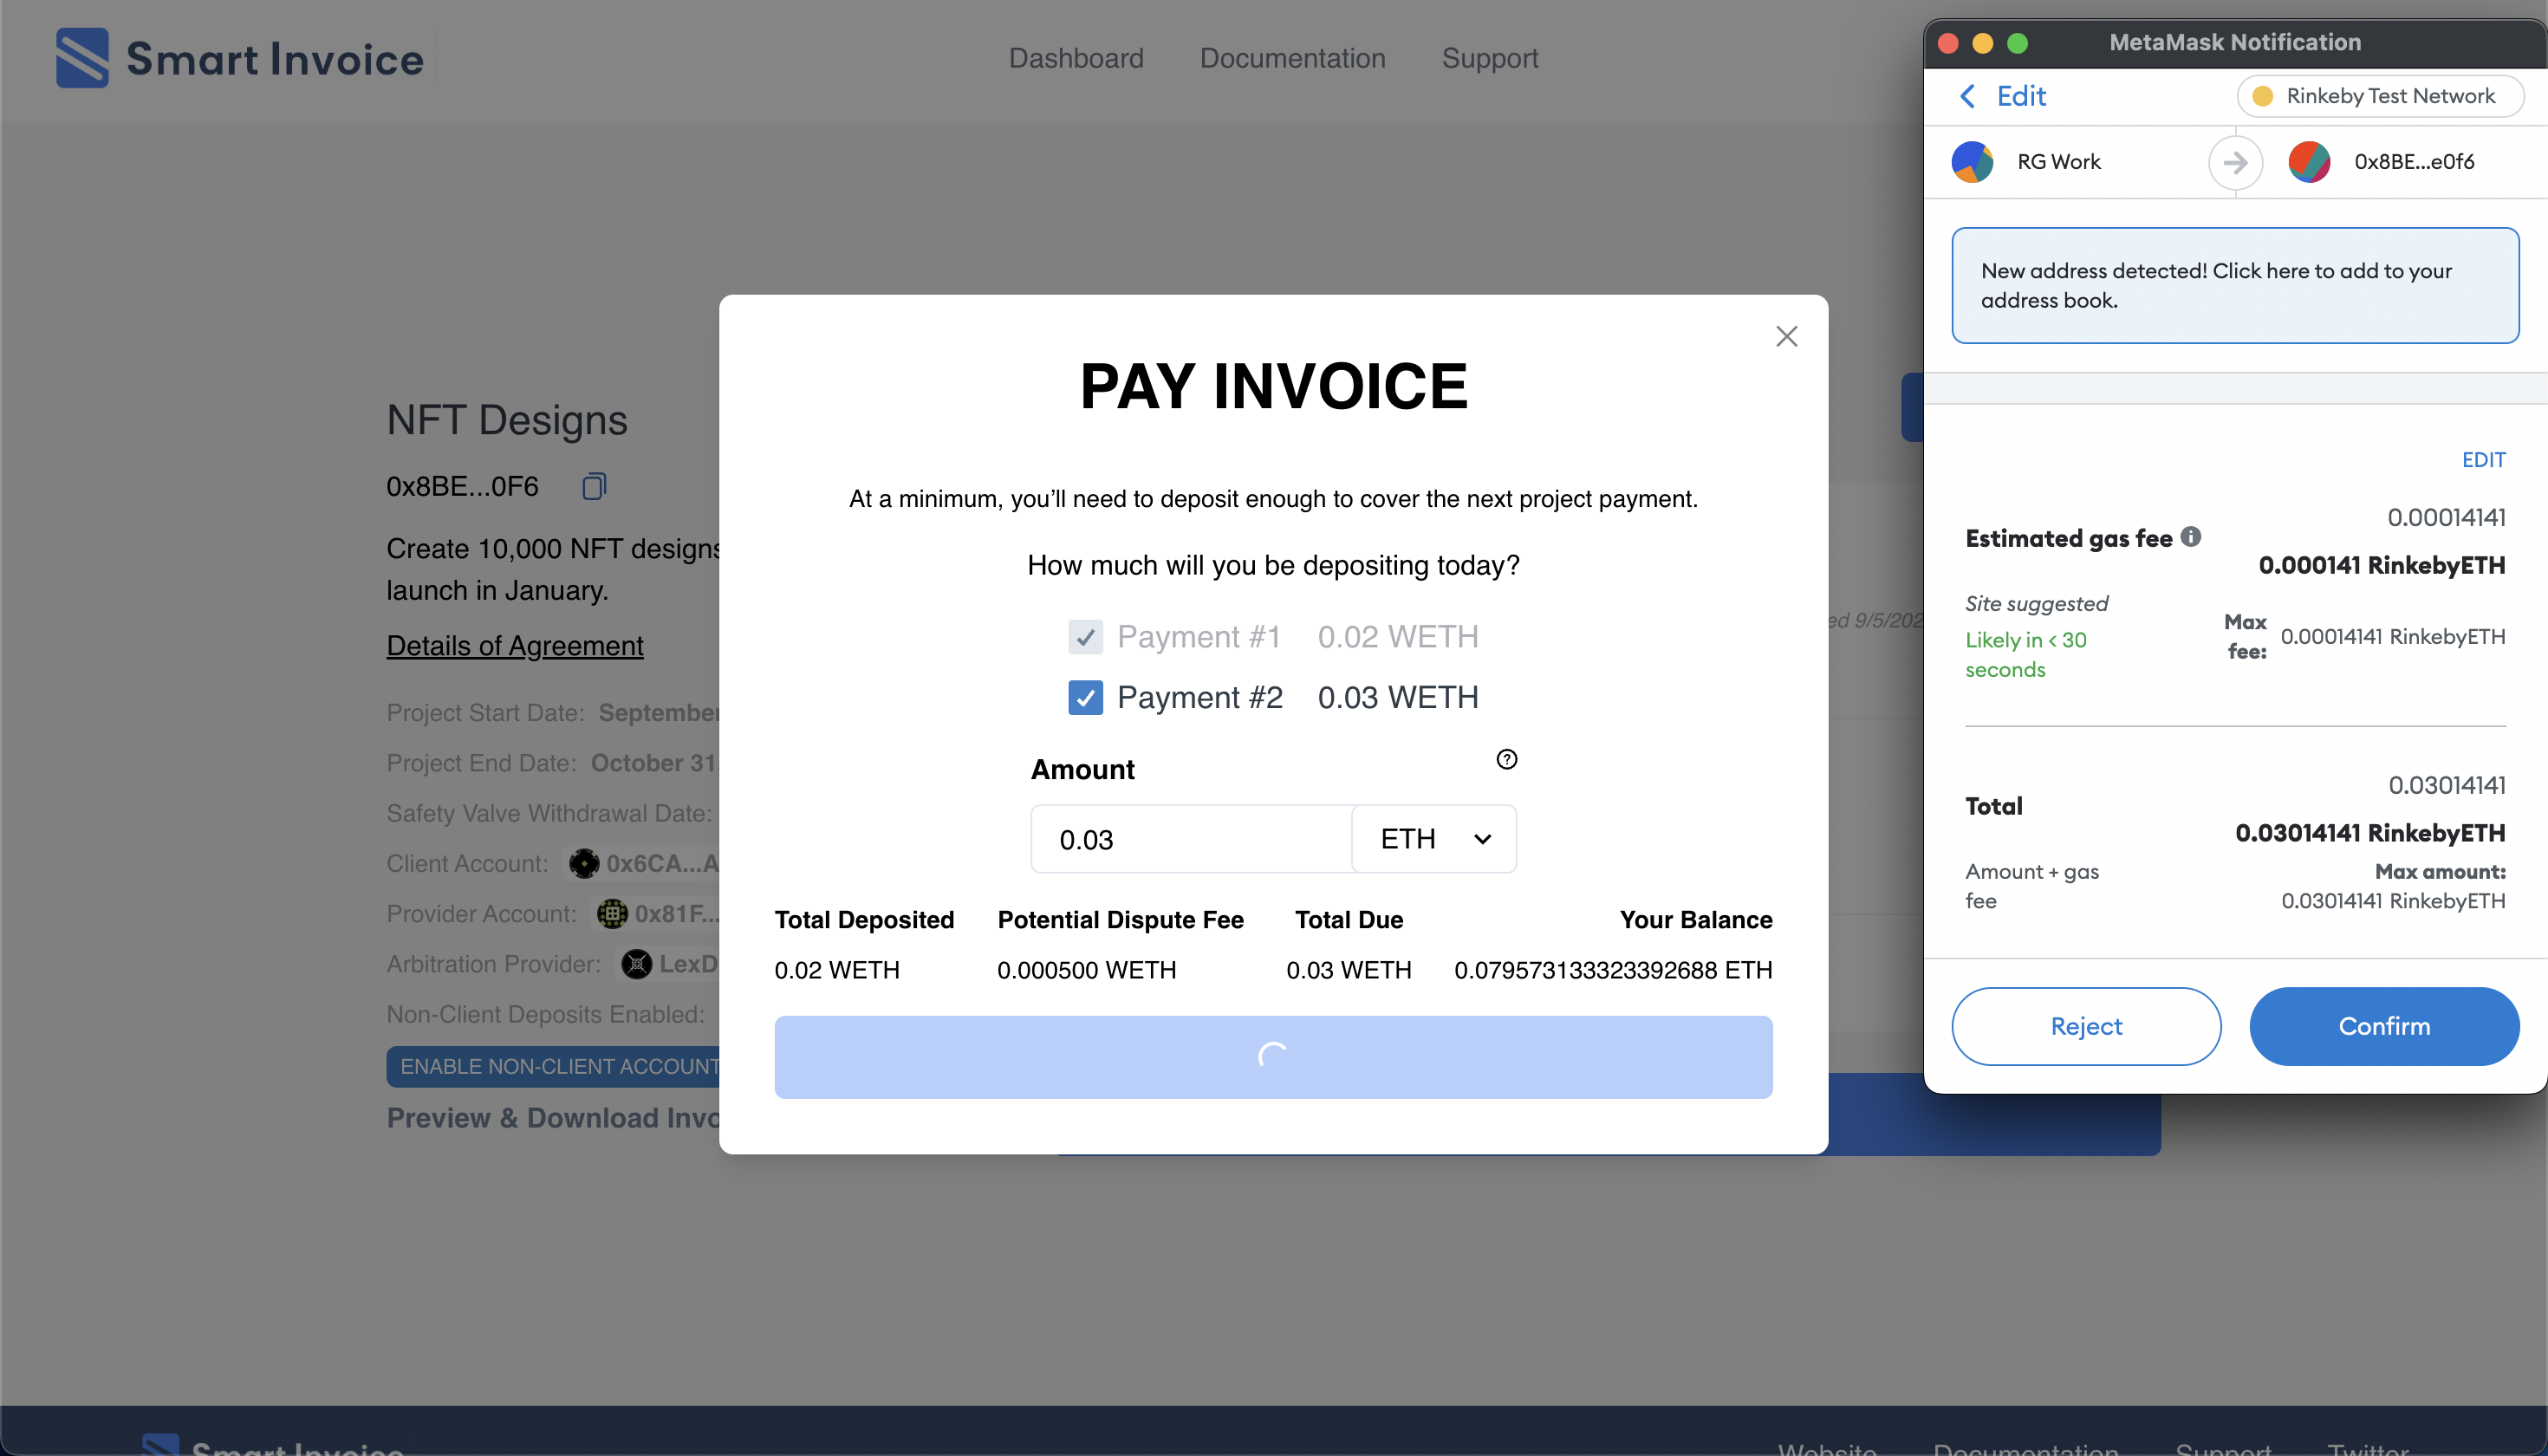 Smart Invoice
Dashboard Documentation Support
NFT Designs
0x8BE...0F6
Create 10,000 NFT designs
launch in January.
Details of Agreement
Project Start Date: September
Project End Date: October 31,
Safety Valve Withdrawal Date:
Client Account: 0x6CA...A
Provider Account: 0x81F...
Arbitration Provider: LexD
Non-Client Deposits Enabled:
ENABLE NON-CLIENT ACCOUNT
Preview & Download Invo
ed 9/5/202
PAY INVOICE
At a minimum, you’ll need to deposit enough to cover the next project payment.
How much will you be depositing today?
Payment #1 0.02 WETH
Payment #2 0.03 WETH
Amount
0.03 ETH
Total Deposited Potential Dispute Fee Total Due Your Balance
0.02 WETH 0.000500 WETH 0.03 WETH 0.079573133323392688 ETH
MetaMask Notification
Edit Rinkeby Test Network
RG Work 0x8BE...e0f6
New address detected! Click here to add to your
address book.
EDIT
0.00014141
Estimated gas fee
0.000141 RinkebyETH
Site suggested
Likely in < 30
seconds
Max
fee:
0.00014141 RinkebyETH
0.03014141
Total
0.03014141 RinkebyETH
Amount + gas
fee
Max amount:
0.03014141 RinkebyETH
Reject Confirm
Smart Invoice
Website Documentation Support Twitter